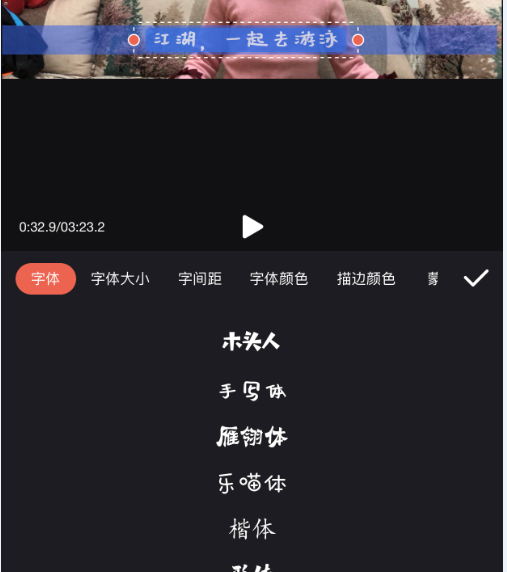 江湖，一起去游泳
0:32.9/03:23.2
字体 字体大小 字间距 字体颜色 描边颜色
木头人
手写体
雁翎体
乐喵体
楷体